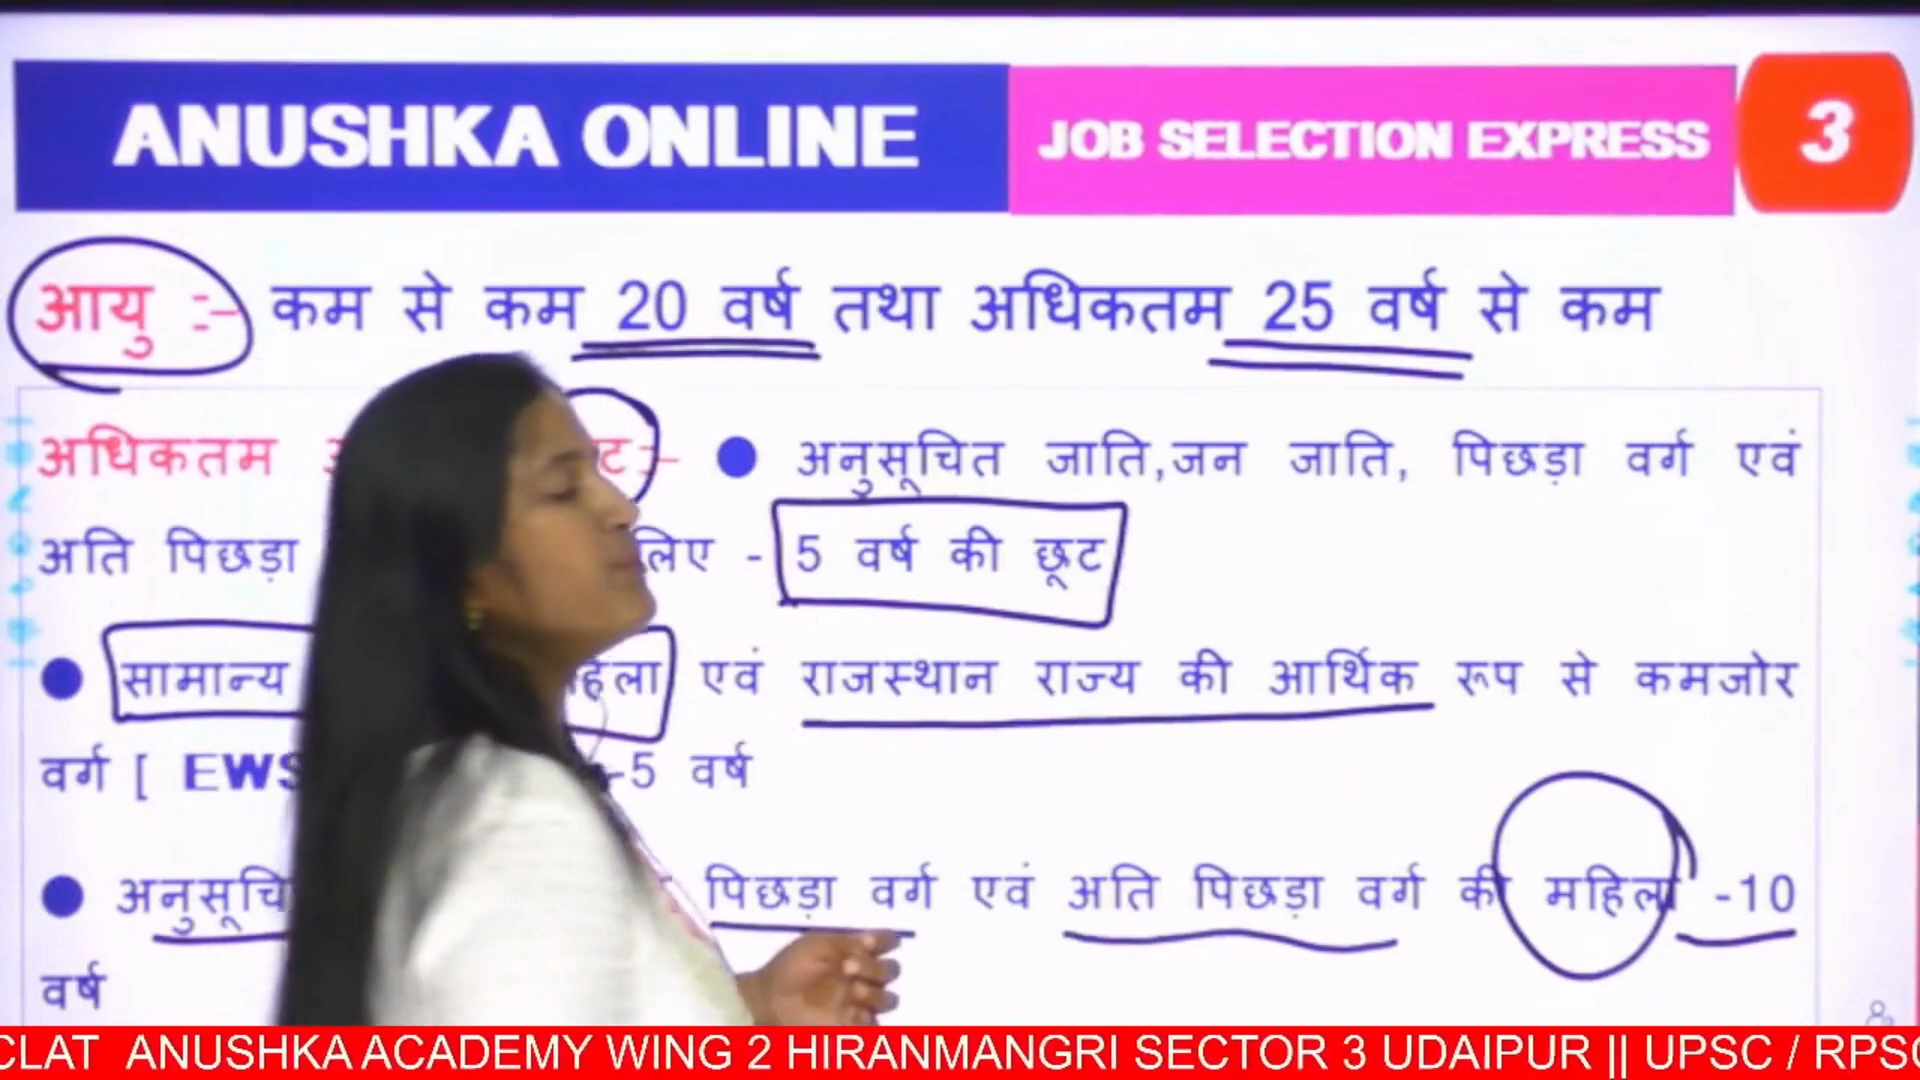 ANUSHKA ONLINE JOB SELECTION EXPRESS 3
आयु :- कम से कम 20 वर्ष तथा अधिकतम 25 वर्ष से कम
अधिकतम :- ● अनुसूचित जाति,जन जाति, पिछड़ा वर्ग एवं
अति पिछड़ा लिए - 5 वर्ष की छूट
● सामान्य एवं राजस्थान राज्य की आर्थिक रूप से कमजोर
वर्ग [ EWS -5 वर्ष
● पिछड़ा वर्ग एवं अति पिछड़ा वर्ग की महिला -10
वर्ष
CLAT ANUSHKA ACADEMY WING 2 HIRANMANGRI SECTOR 3 UDAIPUR || UPSC / RPSC